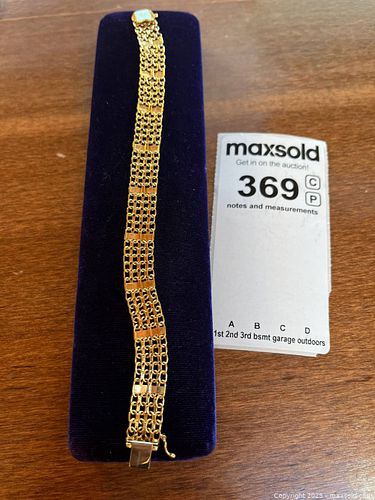 maxsold
Get in on the auction!
369 C
P
notes and measurements
A B C D
1st 2nd 3rd bsmt garage outdoors
©Copyright 2025 - maxsold.com